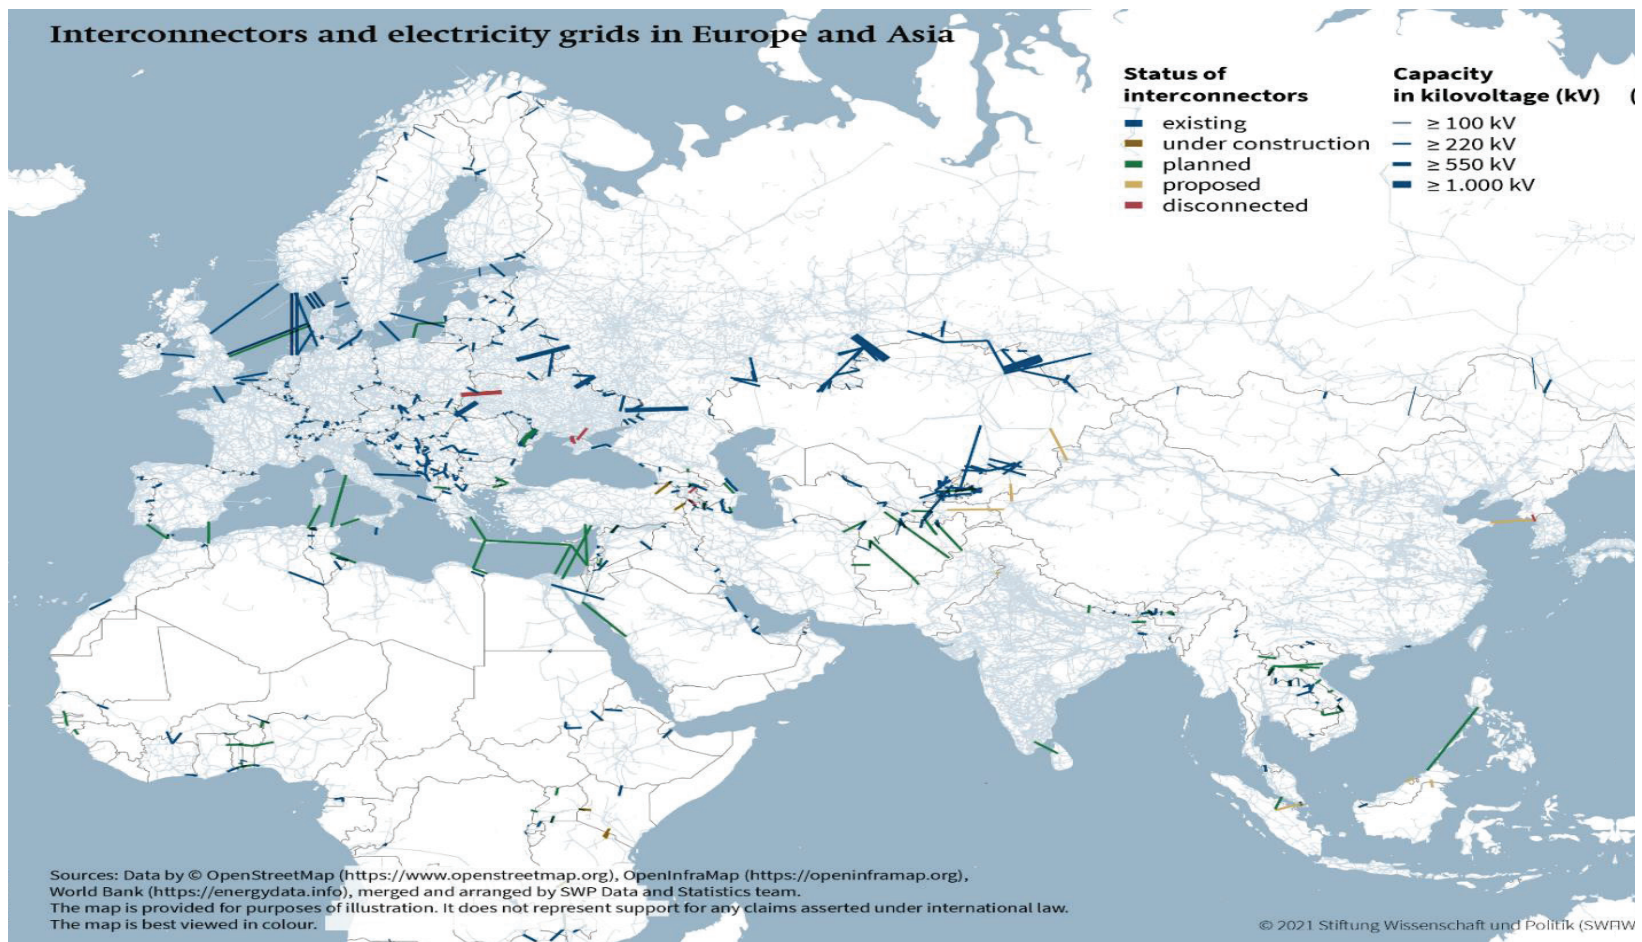 Interconnectors and electricity grids in Europe and Asia
Status of
interconnectors
existing
under construction
planned
proposed
disconnected
Capacity
in kilovoltage (kV) (
≥ 100 kV
≥ 220 kV
≥ 550 kV
≥ 1.000 kV
Sources: Data by © OpenStreetMap (https://www.openstreetmap.org), OpenInfraMap (https://openinframap.org),
World Bank (https://energydata.info), merged and arranged by SWP Data and Statistics team.
The map is provided for purposes of illustration. It does not represent support for any claims asserted under international law.
The map is best viewed in colour.
© 2021 Stiftung Wissenschaft und Politik